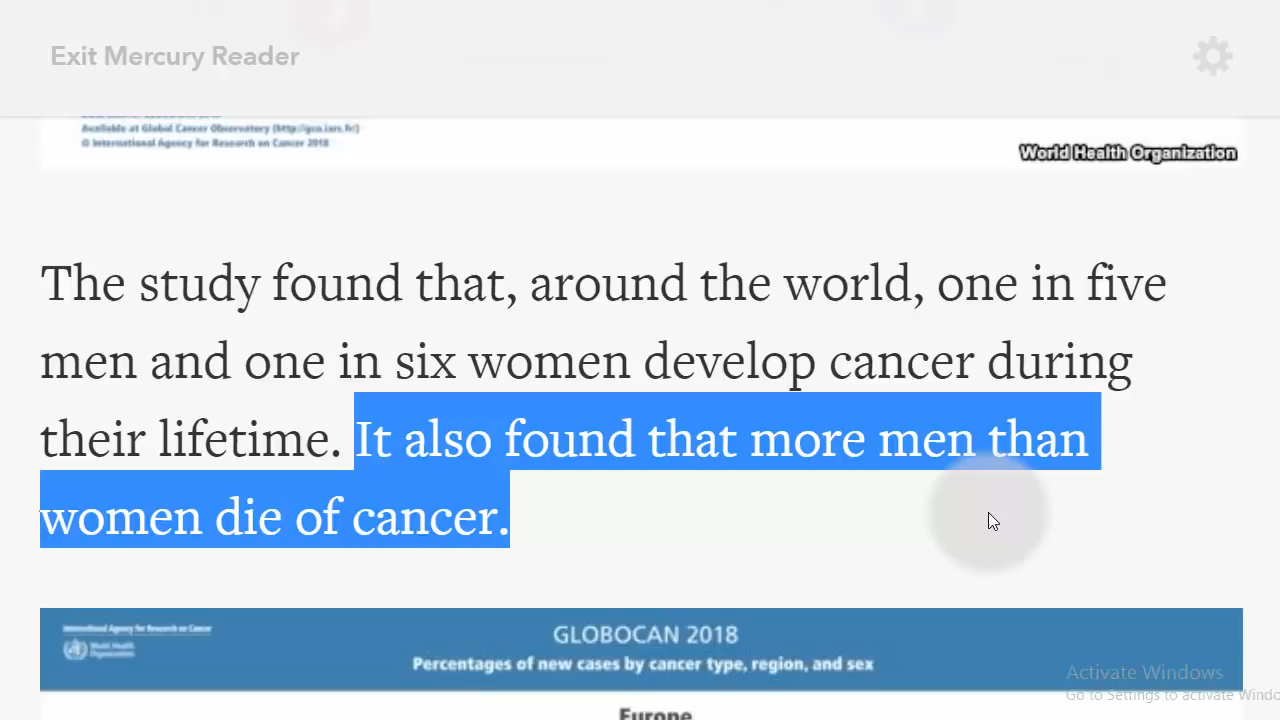 Exit Mercury Reader
Available at Global Cancer Observatory (http://gco.iarc.fr/)
© International Agency for Research on Cancer 2018
World Health Organization
The study found that, around the world, one in five
men and one in six women develop cancer during
their lifetime. It also found that more men than
women die of cancer.
International Agency for Research on Cancer
World Health
Organization
GLOBOCAN 2018
Percentages of new cases by cancer type, region, and sex
Activate Windows
Go to Settings to activate Windo
Europe